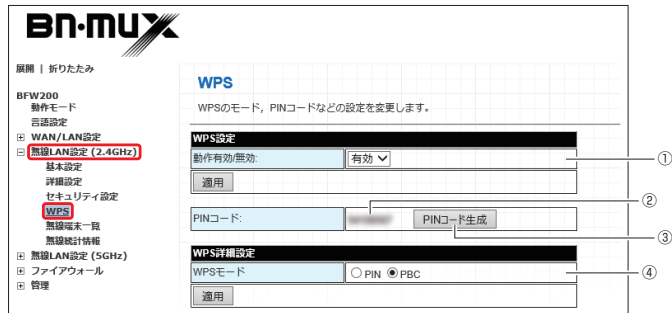 BN-MUX
展開 | 折りたたみ
BFW200
動作モード
言語設定
WAN/LAN設定
無線LAN設定 (2.4GHz)
基本設定
詳細設定
セキュリティ設定
WPS
無線端末一覧
無線統計情報
無線LAN設定 (5GHz)
ファイアウォール
管理
WPS
WPSのモード，PINコードなどの設定を変更します。
WPS設定
動作有効/無効: 有効 ①
適用
②
PINコード: PINコード生成
③
WPS詳細設定
WPSモード PIN PBC ④
適用